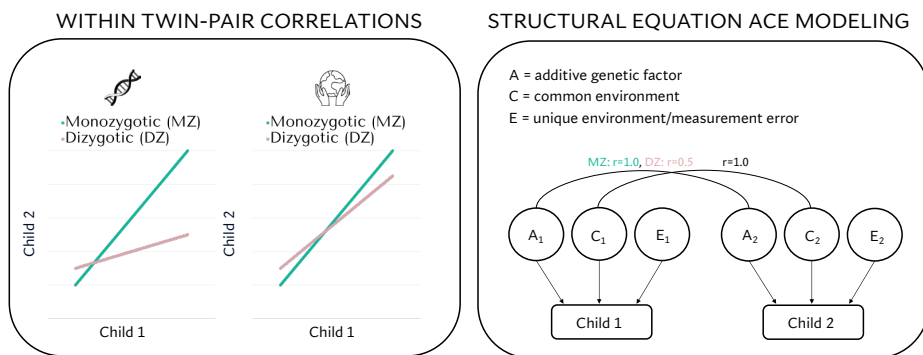 WITHIN TWIN-PAIR CORRELATIONS
Monozygotic (MZ)
Dizygotic (DZ)
Child 2
Child 1
Monozygotic (MZ)
Dizygotic (DZ)
Child 2
Child 1
STRUCTURAL EQUATION ACE MODELING
A = additive genetic factor
C = common environment
E = unique environment/measurement error
MZ: r=1.0, DZ: r=0.5 r=1.0
A1 C1 E1 A2 C2 E2
Child 1 Child 2